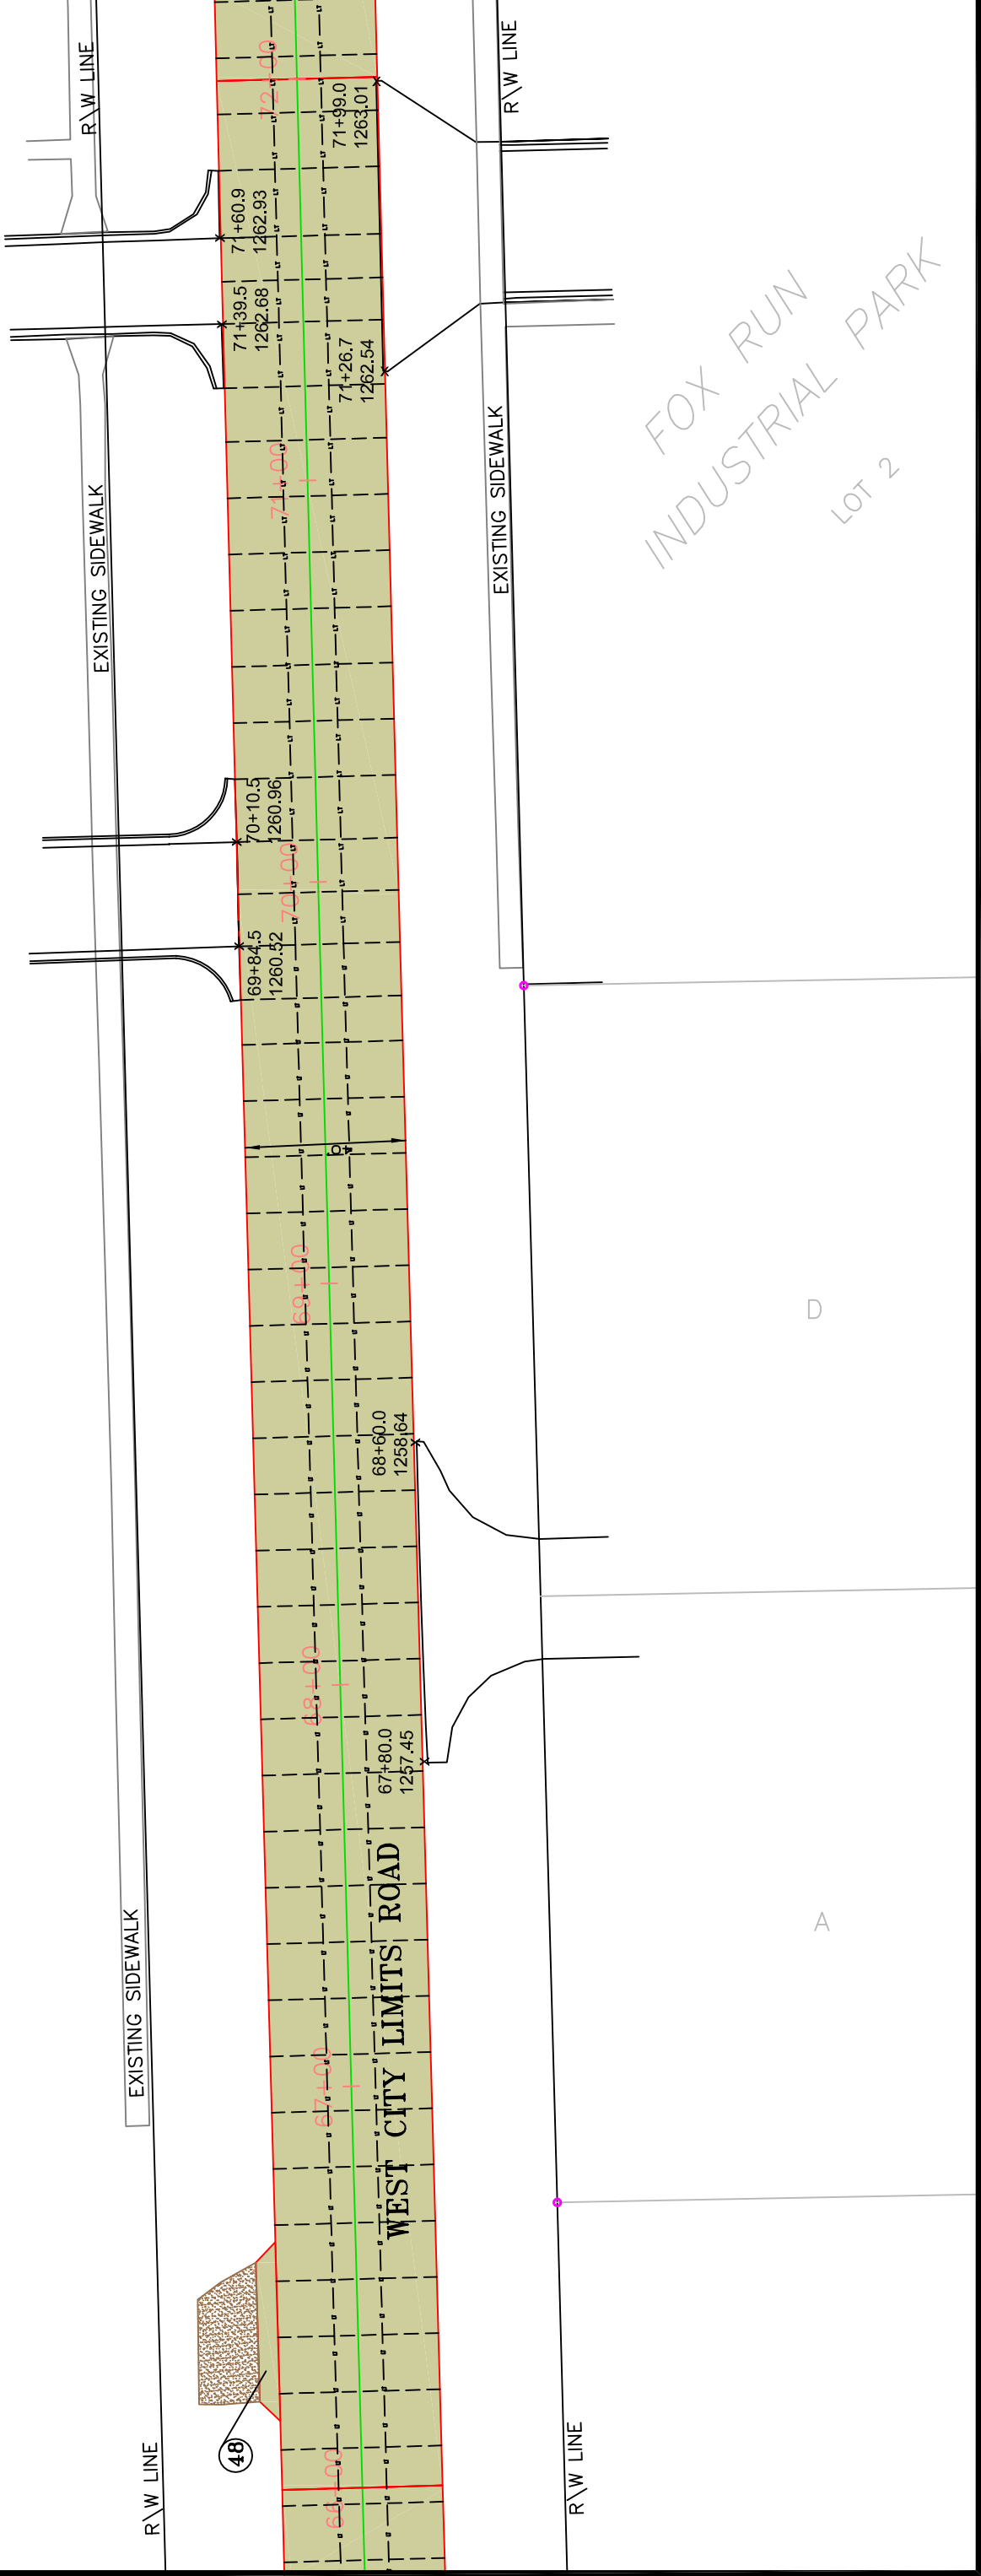 R\W LINE
R\W LINE
72+00
71+99.0
1263.01
71+60.9
1262.93
71+39.5
1262.68
71+26.7
1262.54
FOX RUN
INDUSTRIAL PARK
LOT 2
EXISTING SIDEWALK
EXISTING SIDEWALK
71+00
70+10.5
1260.96
70+00
69+84.5
1260.52
69+00
D
68+60.0
1258.64
68+00
67+80.0
1257.45
WEST CITY LIMITS ROAD
A
EXISTING SIDEWALK
67+00
48
66+00
R\W LINE
R\W LINE